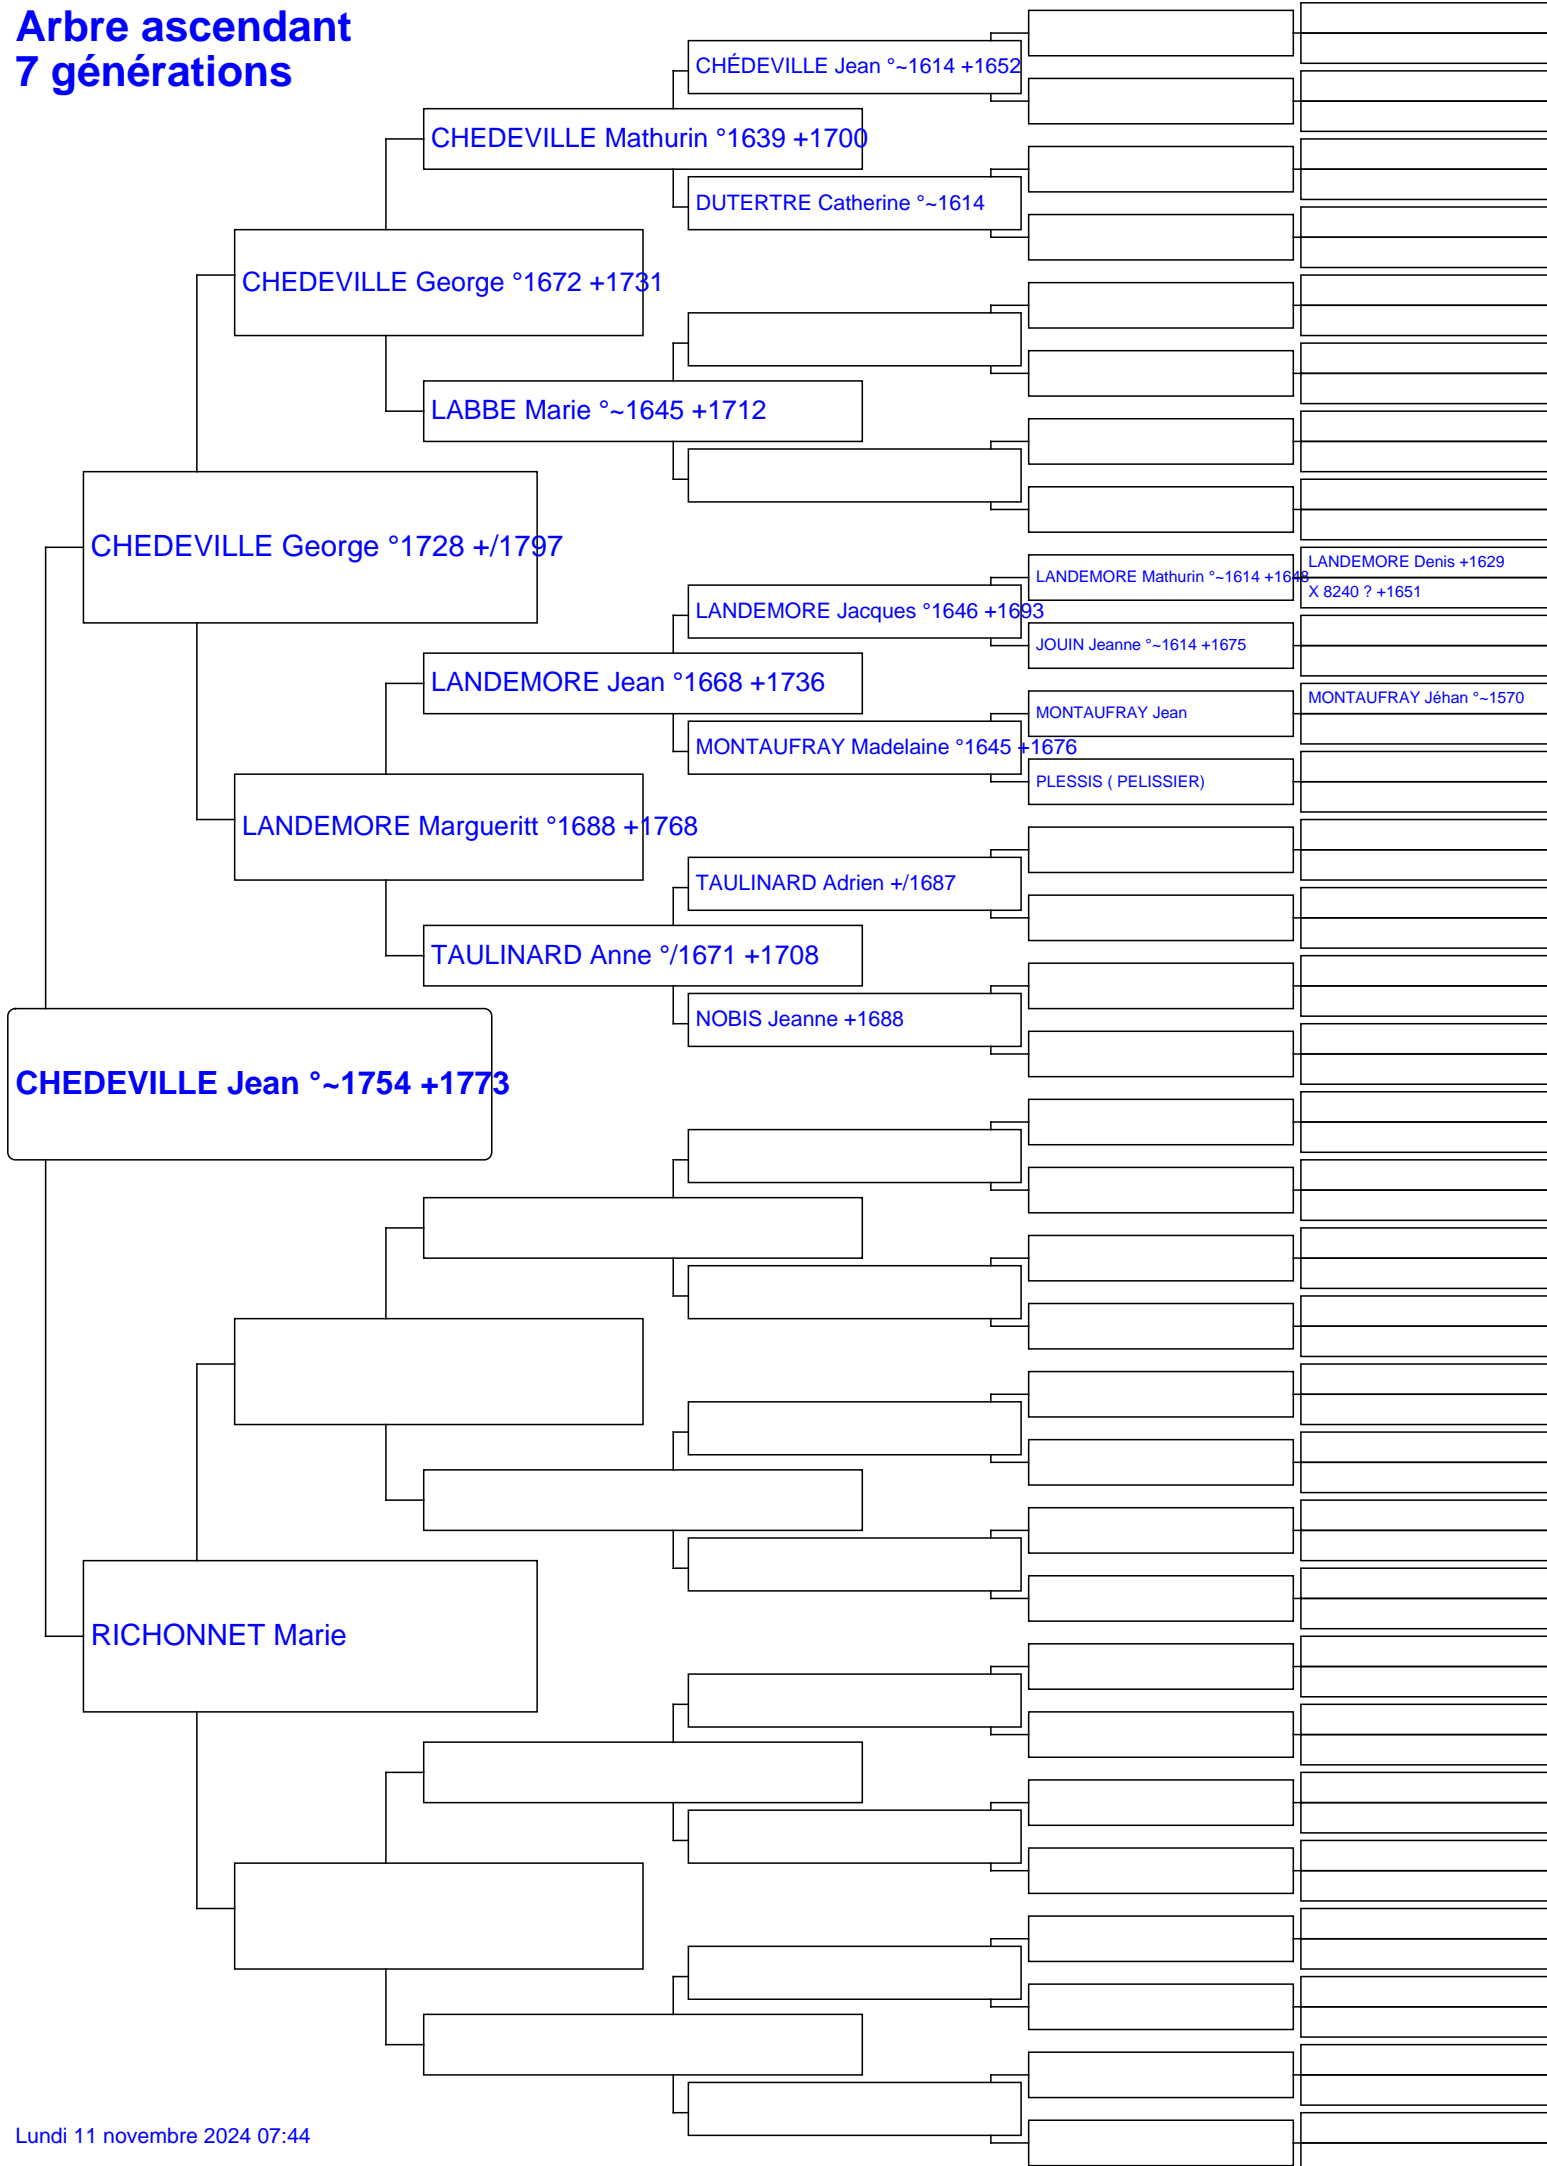 Arbre ascendant
7 générations
CHÉDEVILLE Jean °~1614 +1652
CHEDEVILLE Mathurin °1639 +1700
DUTERTRE Catherine °~1614
CHEDEVILLE George °1672 +1731
LABBE Marie °~1645 +1712
CHEDEVILLE George °1728 +/1797
LANDEMORE Denis +1629
LANDEMORE Mathurin °~1614 +1648
X 8240 ? +1651
LANDEMORE Jacques °1646 +1693
JOUIN Jeanne °~1614 +1675
LANDEMORE Jean °1668 +1736
MONTAUFRAY Jéhan °~1570
MONTAUFRAY Jean
MONTAUFRAY Madelaine °1645 +1676
PLESSIS ( PELISSIER)
LANDEMORE Margueritt °1688 +1768
TAULINARD Adrien +/1687
TAULINARD Anne °/1671 +1708
NOBIS Jeanne +1688
CHEDEVILLE Jean °~1754 +1773
RICHONNET Marie
Lundi 11 novembre 2024 07:44